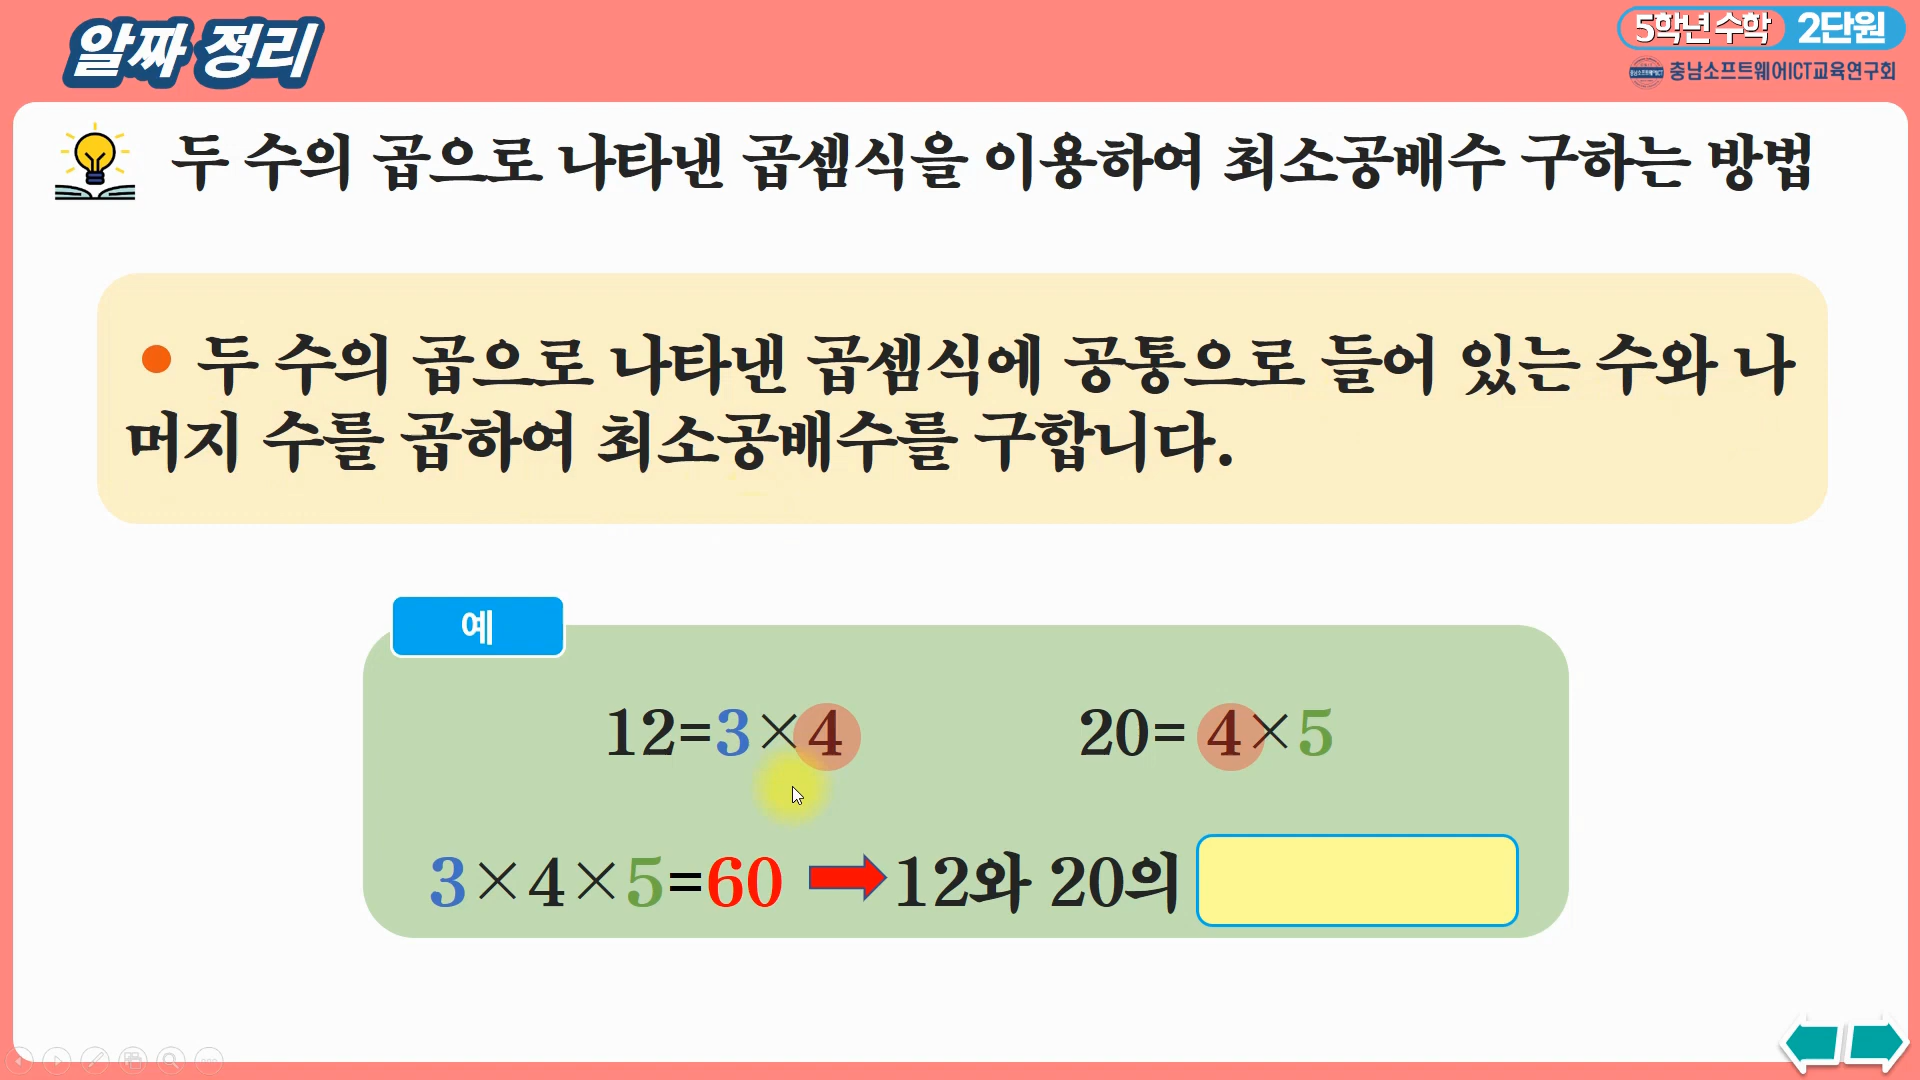 알짜 정리
5학년 수학 2단원
충남소프트웨어ICT교육연구회
두 수의 곱으로 나타낸 곱셈식을 이용하여 최소공배수 구하는 방법
● 두 수의 곱으로 나타낸 곱셈식에 공통으로 들어 있는 수와 나
머지 수를 곱하여 최소공배수를 구합니다.
예
12=3×4 20= 4×5
3×4×5=60 ➡ 12와 20의